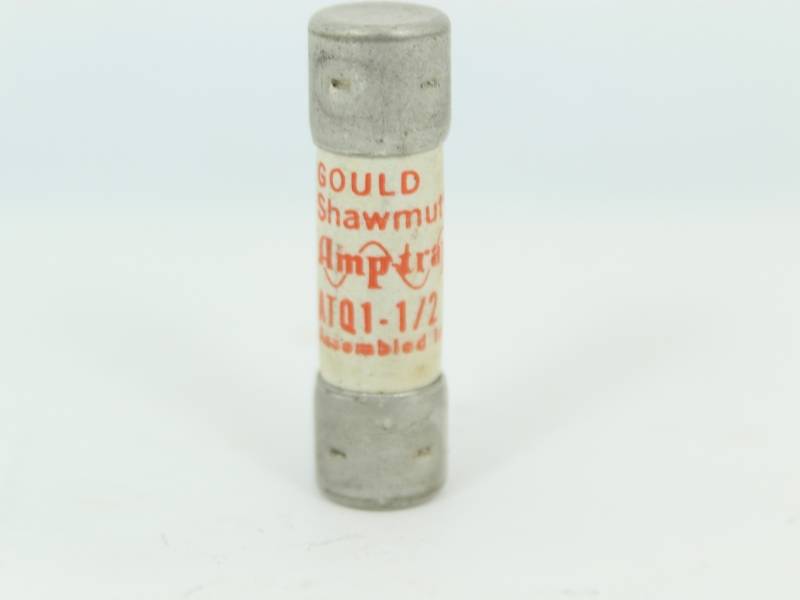 GOULD
Shawmut
Amp-tra
ATQ1-1/2
Assembled